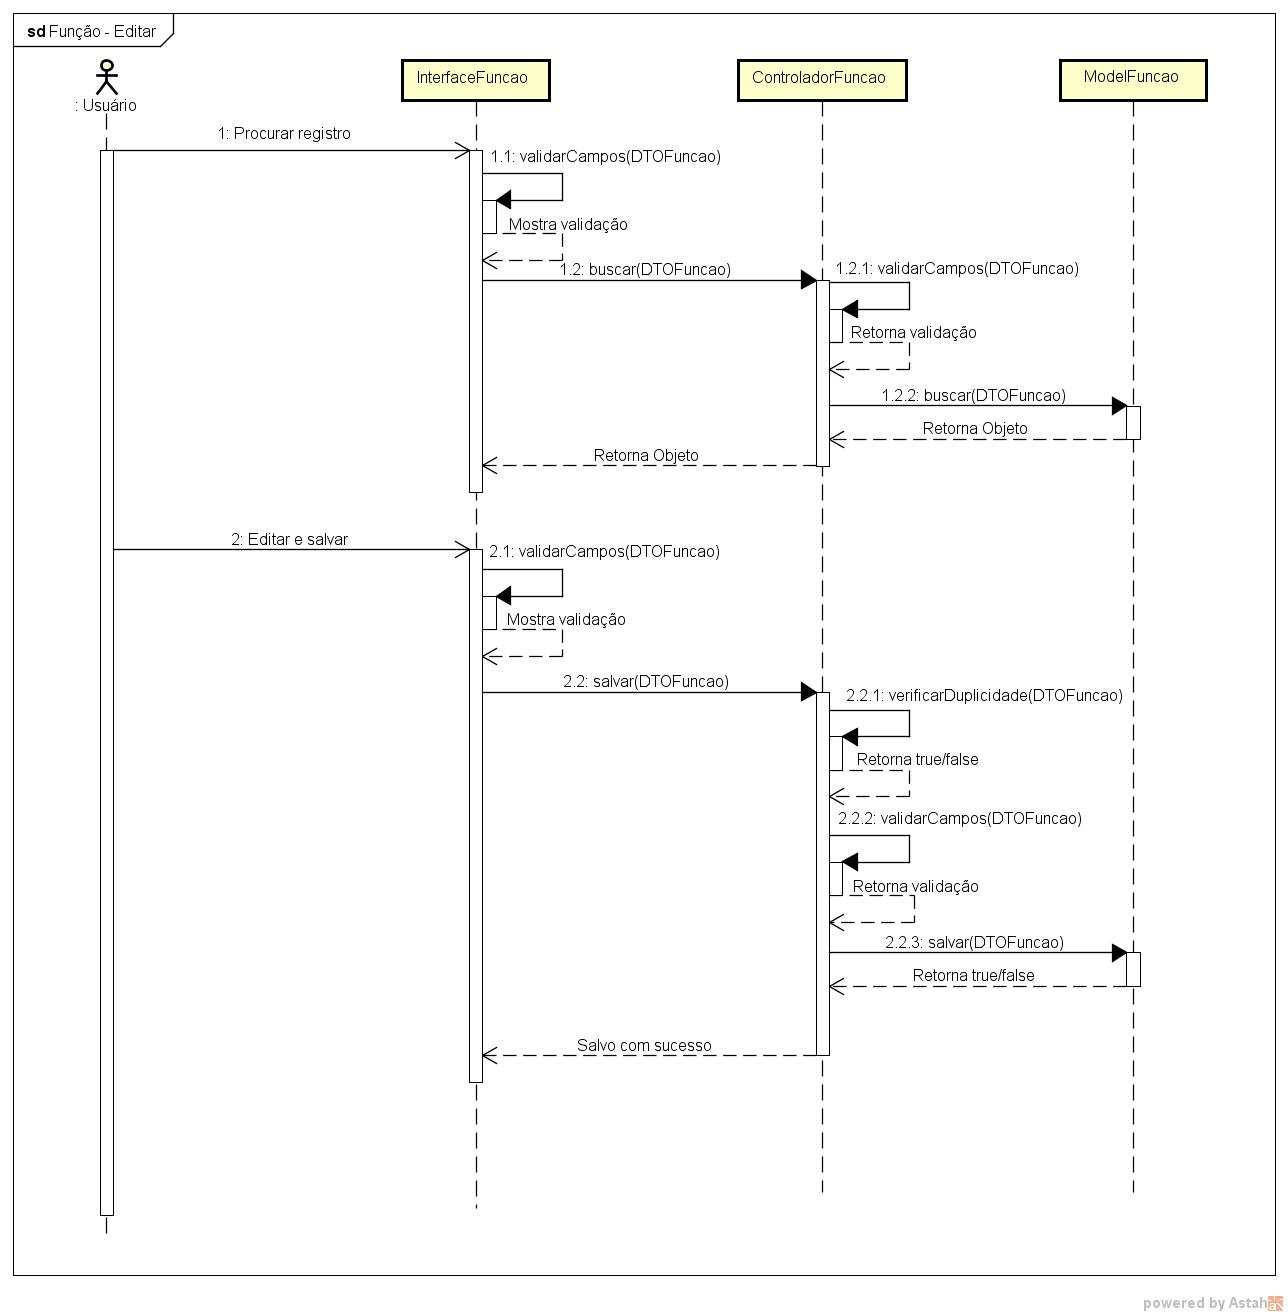 sd Função - Editar
: Usuário
InterfaceFuncao
ControladorFuncao
ModelFuncao
1: Procurar registro
1.1: validarCampos(DTOFuncao)
Mostra validação
1.2: buscar(DTOFuncao)
1.2.1: validarCampos(DTOFuncao)
Retorna validação
1.2.2: buscar(DTOFuncao)
Retorna Objeto
Retorna Objeto
2: Editar e salvar
2.1: validarCampos(DTOFuncao)
Mostra validação
2.2: salvar(DTOFuncao)
2.2.1: verificarDuplicidade(DTOFuncao)
Retorna true/false
2.2.2: validarCampos(DTOFuncao)
Retorna validação
2.2.3: salvar(DTOFuncao)
Retorna true/false
Salvo com sucesso
powered by Astah